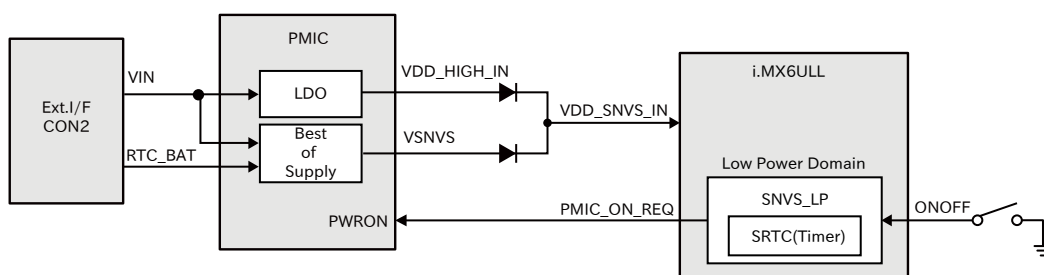 PMIC
Ext.I/F
CON2
VIN
RTC_BAT
LDO
Best
of
Supply
VDD_HIGH_IN
VSNVS
VDD_SNVS_IN
i.MX6ULL
Low Power Domain
SNVS_LP
SRTC(Timer)
PWRON
PMIC_ON_REQ
ONOFF